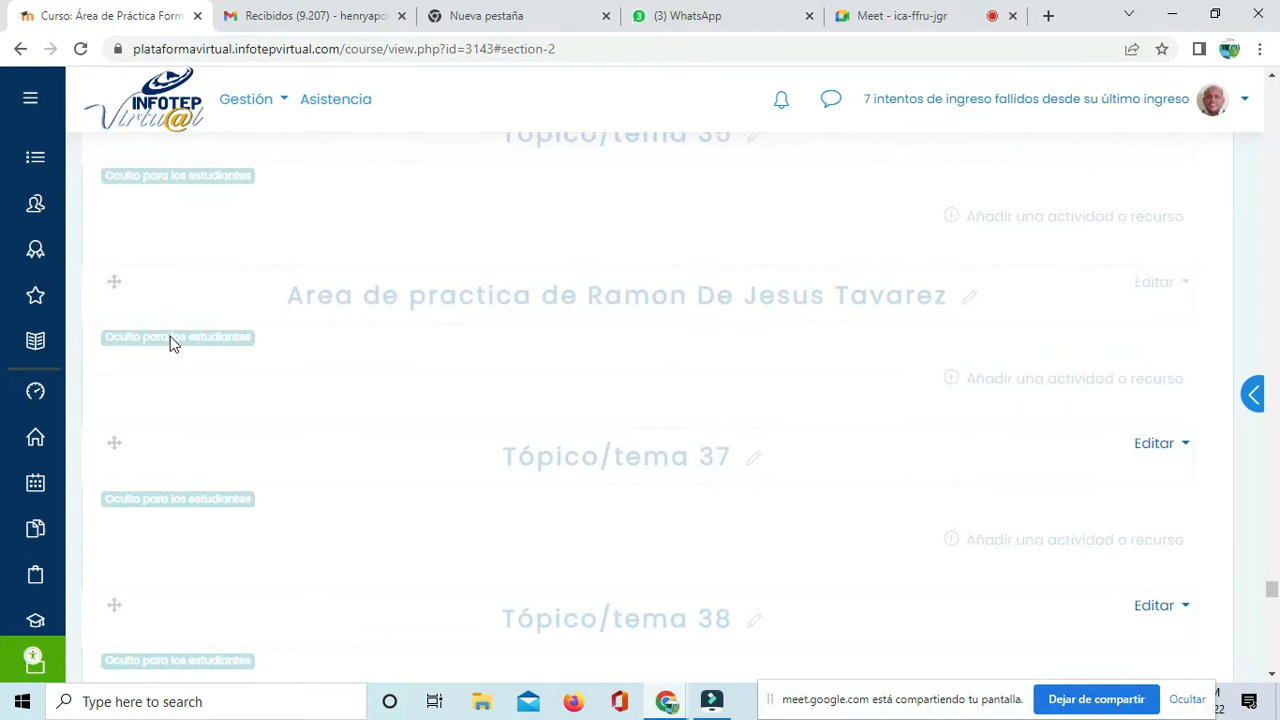 Curso: Área de Práctica Form
Recibidos (9.207) - henryapol
Nueva pestaña
(3) WhatsApp
Meet - ica-ffru-jgr
plataformavirtual.infotepvirtual.com/course/view.php?id=3143#section-2
INFOTEP
Virtu@l
Gestión
Asistencia
7 intentos de ingreso fallidos desde su último ingreso
Tópico/tema 35
Oculto para los estudiantes
Añadir una actividad o recurso
Editar
Area de practica de Ramon De Jesus Tavarez
Oculto para los estudiantes
Añadir una actividad o recurso
Editar
Tópico/tema 37
Oculto para los estudiantes
Añadir una actividad o recurso
Editar
Tópico/tema 38
Oculto para los estudiantes
Type here to search
meet.google.com está compartiendo tu pantalla.
Dejar de compartir
Ocultar